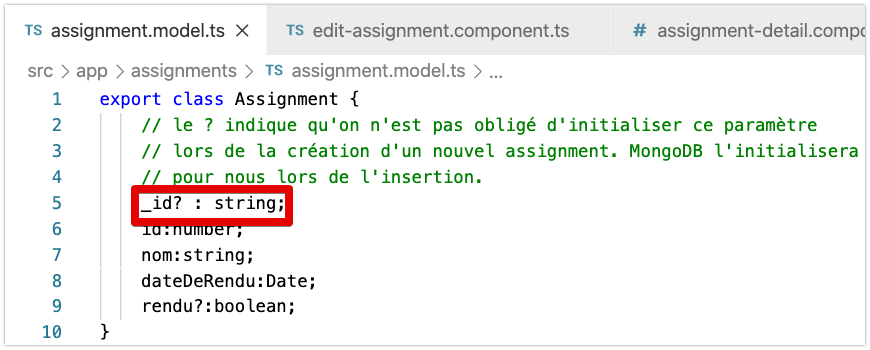 TS assignment.model.ts × TS edit-assignment.component.ts # assignment-detail.compo
src > app > assignments > TS assignment.model.ts > ...
1 export class Assignment {
2 // le ? indique qu'on n'est pas obligé d'initialiser ce paramètre
3 // lors de la création d'un nouvel assignment. MongoDB l'initialisera
4 // pour nous lors de l'insertion.
5 _id? : string;
6 id:number;
7 nom:string;
8 dateDeRendu:Date;
9 rendu?:boolean;
10 }